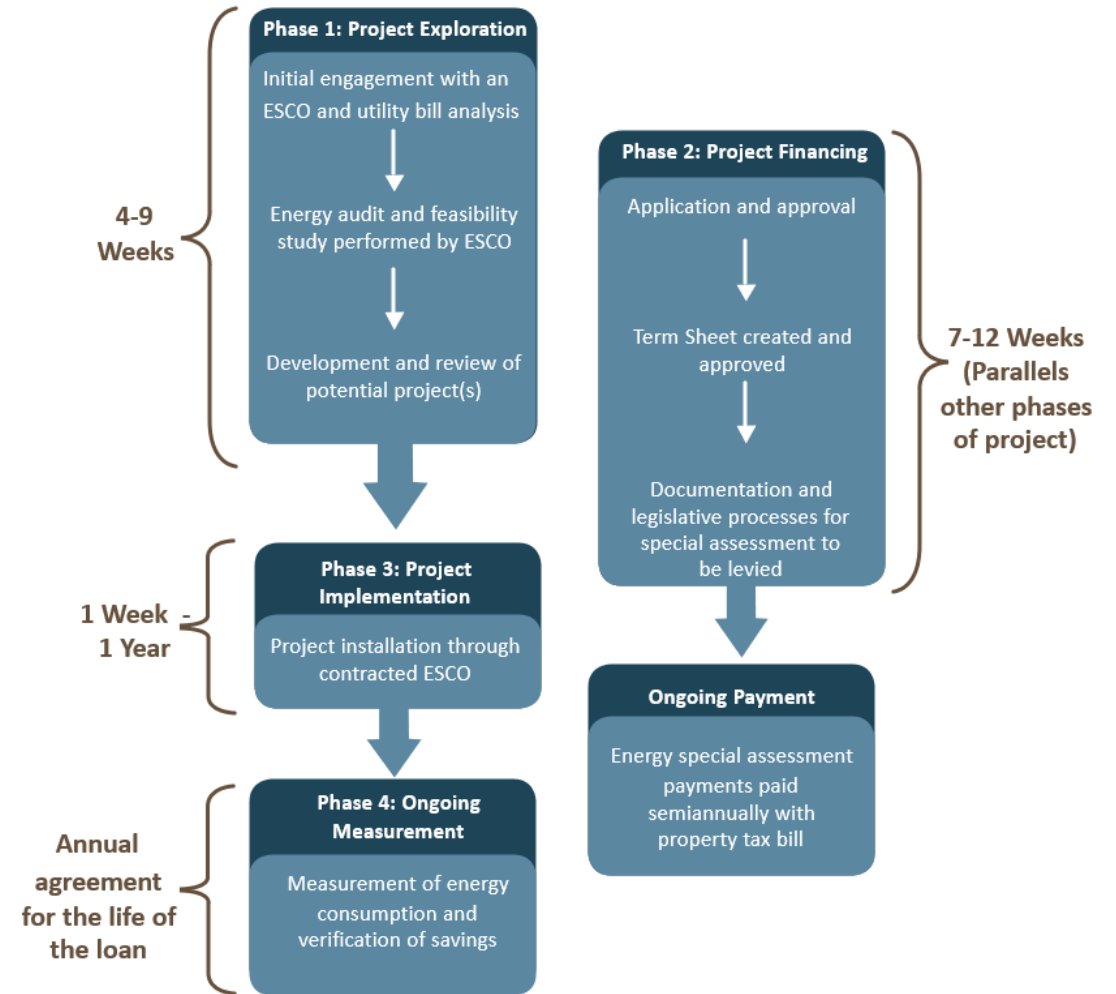 Phase 1: Project Exploration
Initial engagement with an
ESCO and utility bill analysis
Energy audit and feasibility
study performed by ESCO
Development and review of
potential project(s)
4-9
Weeks
Phase 2: Project Financing
Application and approval
Term Sheet created and
approved
Documentation and
legislative processes for
special assessment to
be levied
7-12 Weeks
(Parallels
other phases
of project)
Phase 3: Project
Implementation
Project installation through
contracted ESCO
1 Week -
1 Year
Ongoing Payment
Energy special assessment
payments paid
semiannually with
property tax bill
Phase 4: Ongoing
Measurement
Measurement of energy
consumption and
verification of savings
Annual
agreement
for the life of
the loan